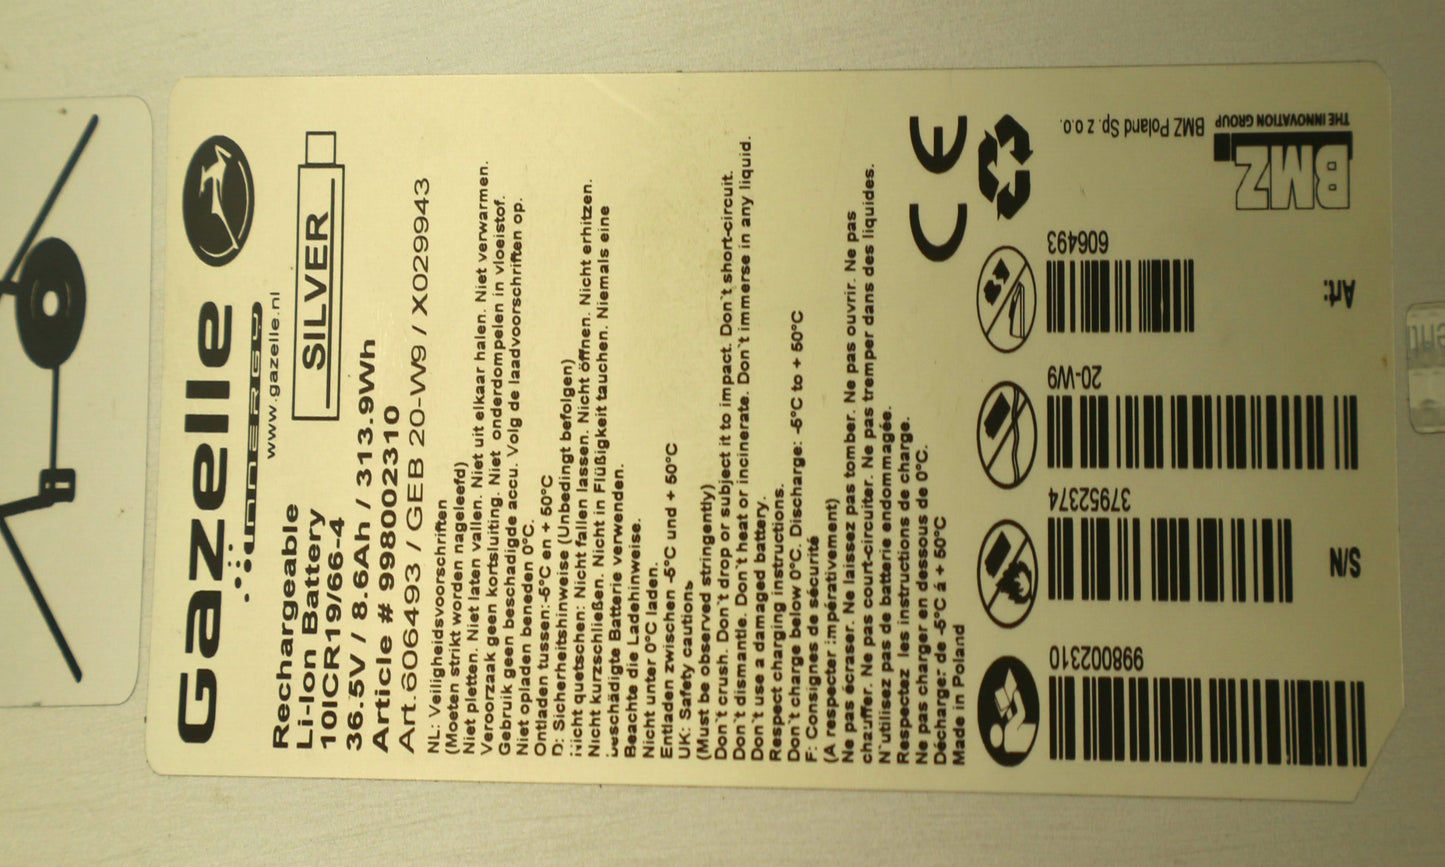 Gazelle
INNERGY
www.gazelle.nl
SILVER
Rechargeable
Li-Ion Battery
10ICR19/66-4
36.5V / 8.6Ah / 313.9Wh
Article # 998002310
Art.606493 / GEB 20-W9 / X029943
NL: Veiligheidsvoorschriften
(Moeten strikt worden nageleefd)
Niet pletten. Niet laten vallen. Niet uit elkaar halen. Niet verwarmen.
Veroorzaak geen kortsluiting. Niet onderdompelen in vloeistof.
Gebruik geen beschadigde accu. Volg de laadvoorschriften op.
Niet opladen beneden 0°C.
Ontladen tussen:-5°C en + 50°C
D: Sicherheitshinweise (Unbedingt befolgen)
Nicht quetschen: Nicht fallen lassen. Nicht öffnen. Nicht erhitzen.
Nicht kurzschließen. Nicht in Flüßigkeit tauchen. Niemals eine
beschädigte Batterie verwenden.
Beachte die Ladehinweise.
Nicht unter 0°C laden.
Entladen zwischen -5°C und + 50°C
UK: Safety cautions
(Must be observed stringently)
Don`t crush. Don`t drop or subject it to impact. Don`t short-circuit.
Don`t dismantle. Don`t heat or incinerate. Don`t immerse in any liquid.
Don`t use a damaged battery.
Respect charging instructions.
Don`t charge below 0°C. Discharge: -5°C to + 50°C
F: Consignes de sécurité
(A respecter impérativement)
Ne pas écraser. Ne laissez pas tomber. Ne pas ouvrir. Ne pas
chauffer. Ne pas court-circuiter. Ne pas tremper dans des liquides.
N`utilisez pas de batterie endommagée.
Respectez les instructions de charge.
Ne pas charger en dessous de 0°C.
Décharge: de -5°C á + 50°C
Made in Poland
CE
BMZ Poland Sp. z o.o.
BMZ
THE INNOVATION GROUP
Art:
606493
20-W9
S/N
37952374
998002310